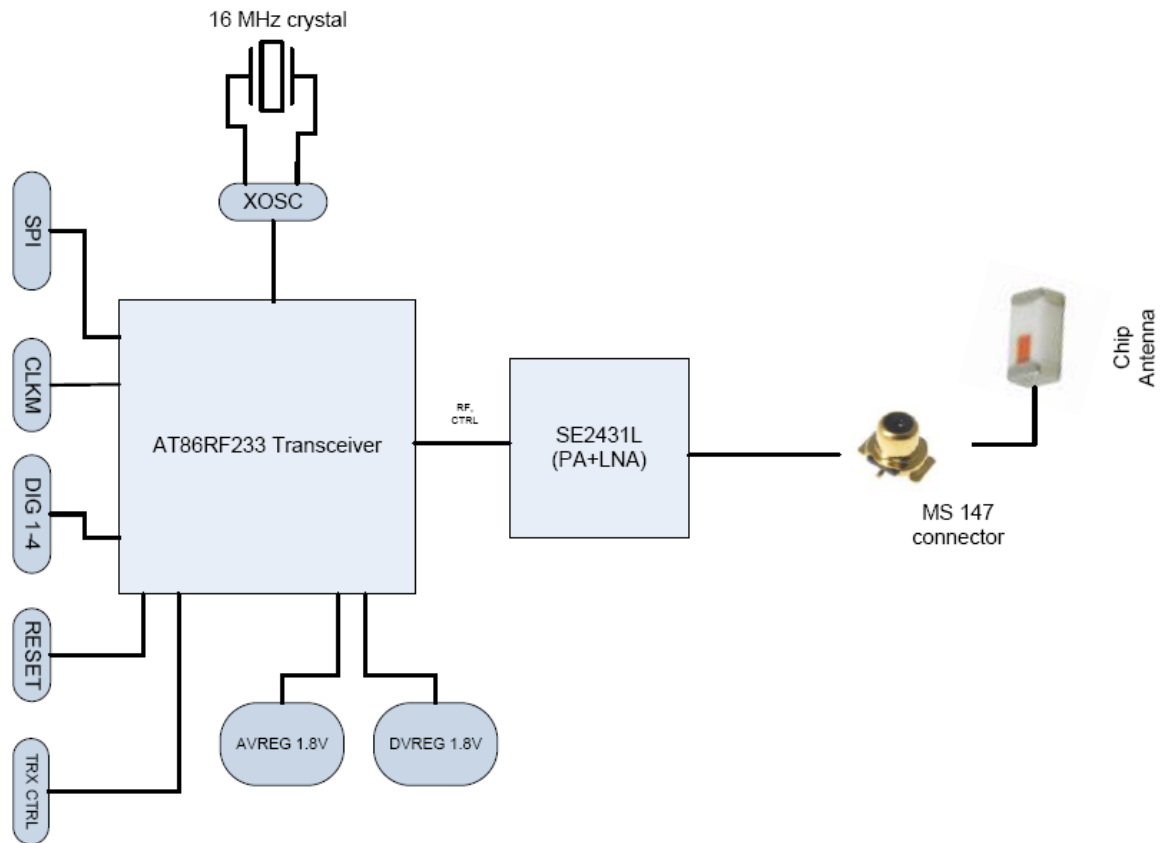 16 MHz crystal
XOSC
SPI
CLKM
DIG 1-4
RESET
TRX CTRL
AT86RF233 Transceiver
RF,
CTRL
SE2431L
(PA+LNA)
MS 147
connector
Chip
Antenna
AVREG 1.8V
DVREG 1.8V